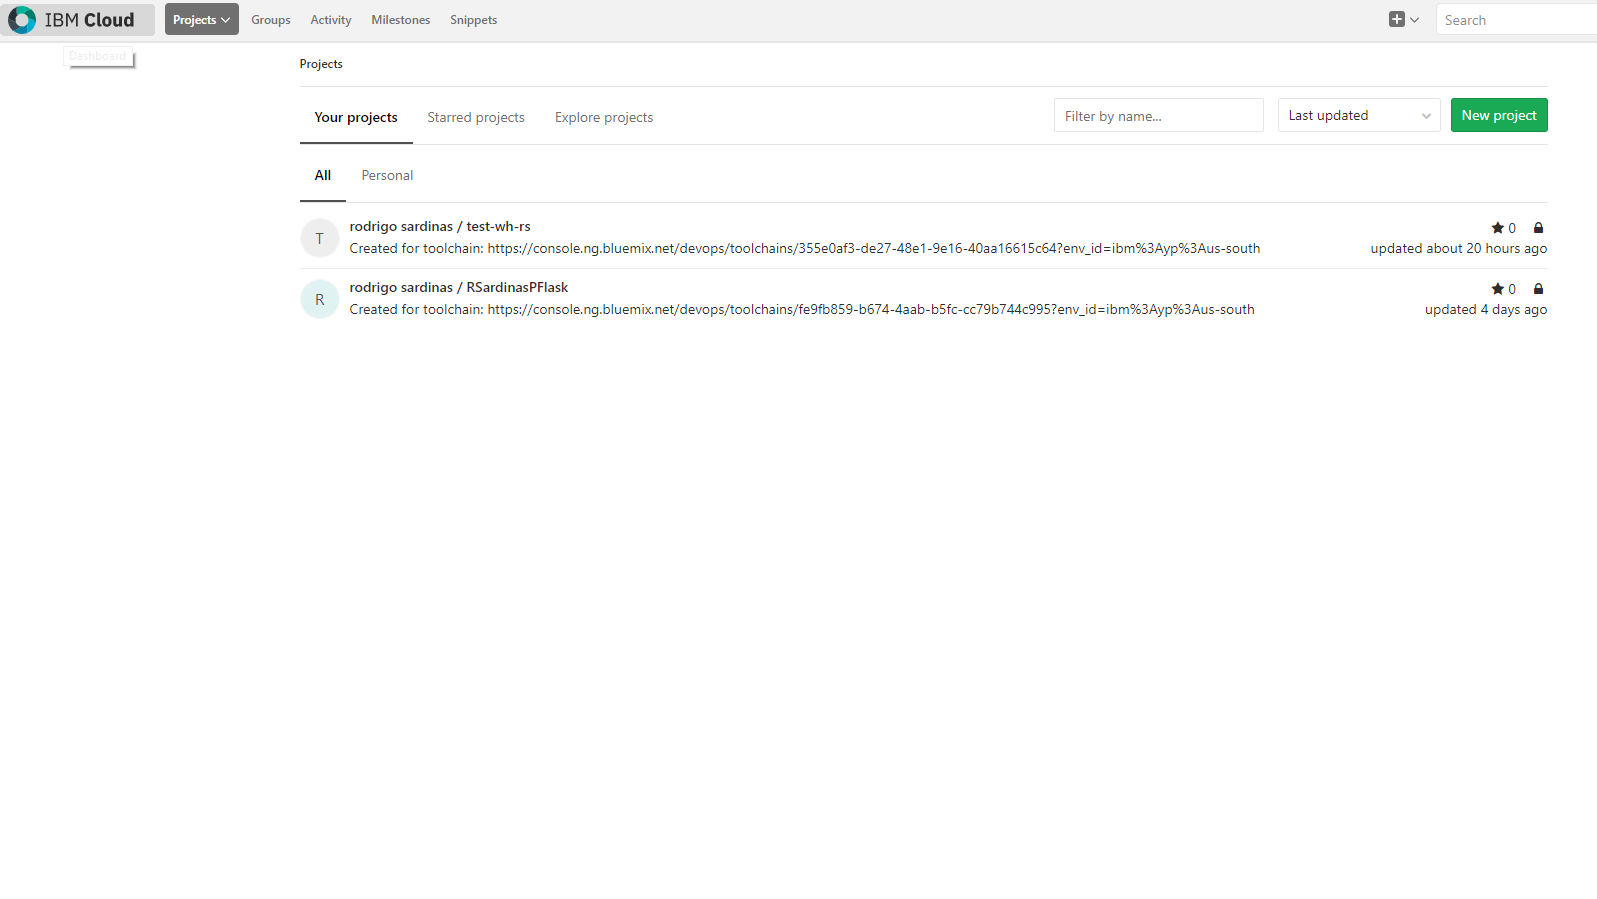 IBM Cloud Projects Groups Activity Milestones Snippets Search
Dashboard
Projects
Your projects Starred projects Explore projects Filter by name... Last updated New project
All Personal
T rodrigo sardinas / test-wh-rs 0
Created for toolchain: https://console.ng.bluemix.net/devops/toolchains/355e0af3-de27-48e1-9e16-40aa16615c64?env_id=ibm%3Ayp%3Aus-south updated about 20 hours ago
R rodrigo sardinas / RSardinasPFlask 0
Created for toolchain: https://console.ng.bluemix.net/devops/toolchains/fe9fb859-b674-4aab-b5fc-cc79b744c995?env_id=ibm%3Ayp%3Aus-south updated 4 days ago